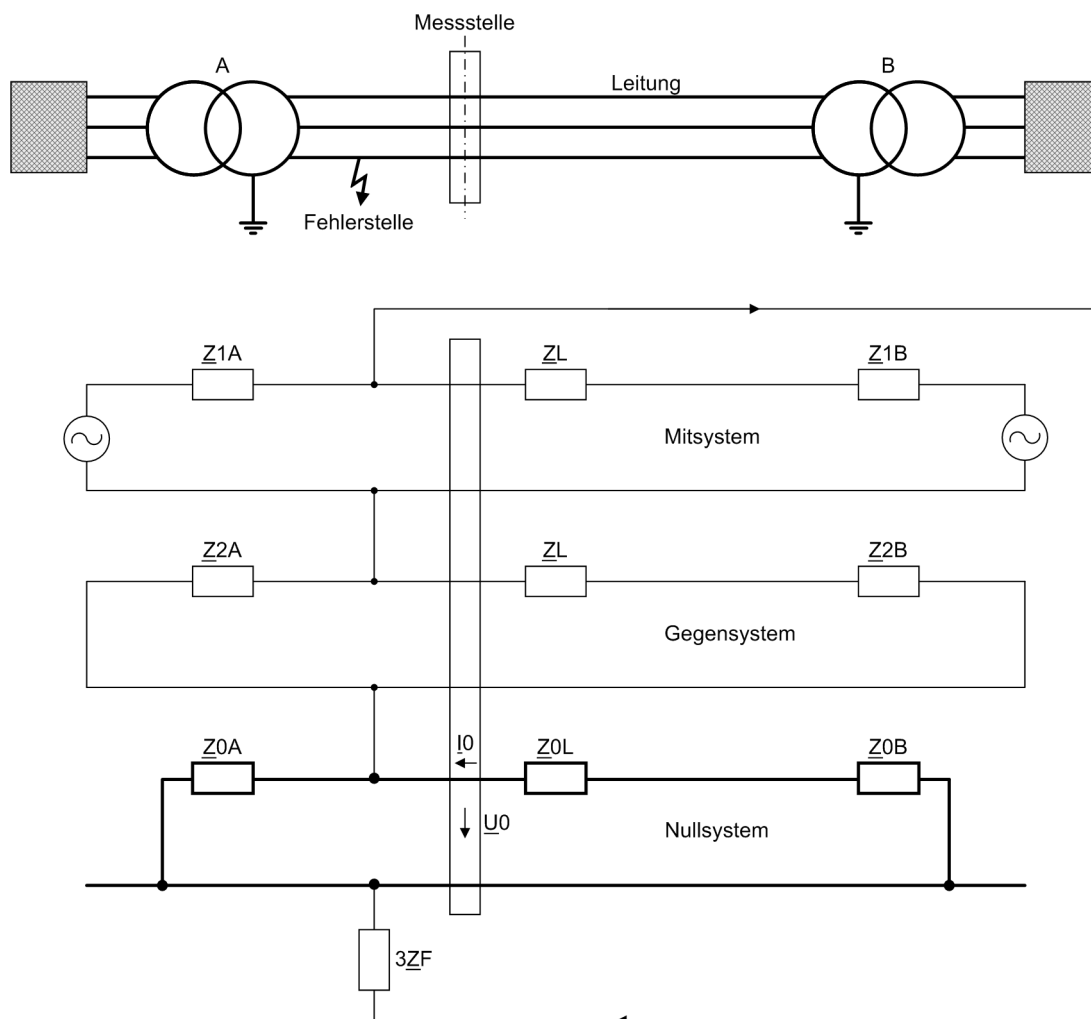 Messstelle
A
B
Leitung
Fehlerstelle
Z1A
ZL
Z1B
Mitsystem
Z2A
ZL
Z2B
Gegensystem
Z0A
I0
Z0L
Z0B
U0
Nullsystem
3ZF